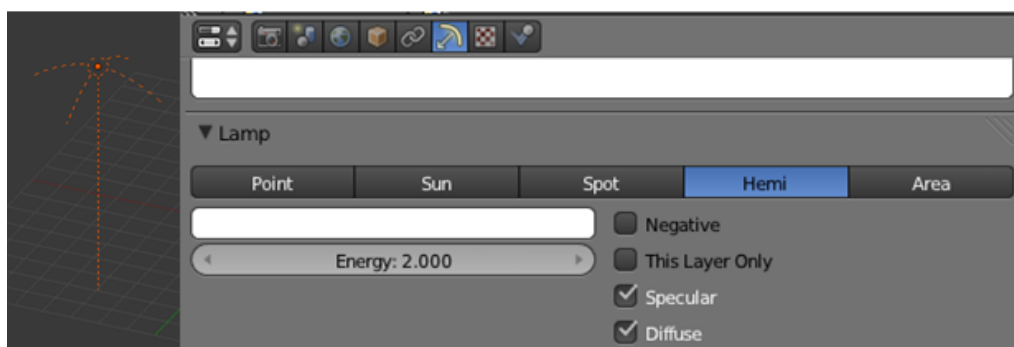 Lamp
Point Sun Spot Hemi Area
Negative
Energy: 2.000 This Layer Only
Specular
Diffuse